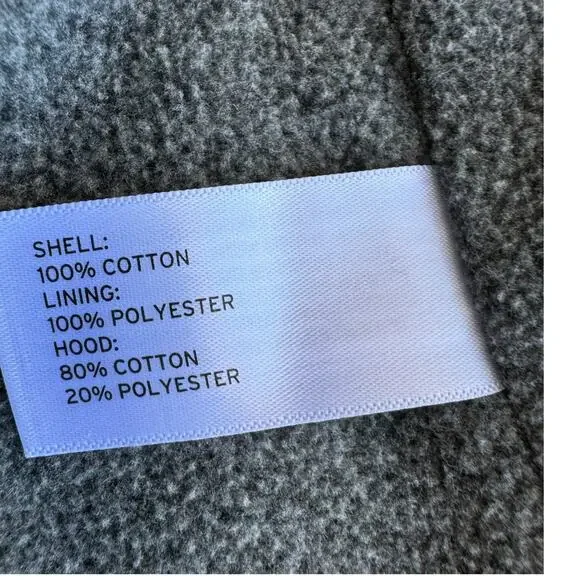 SHELL:
100% COTTON
LINING:
100% POLYESTER
HOOD:
80% COTTON
20% POLYESTER